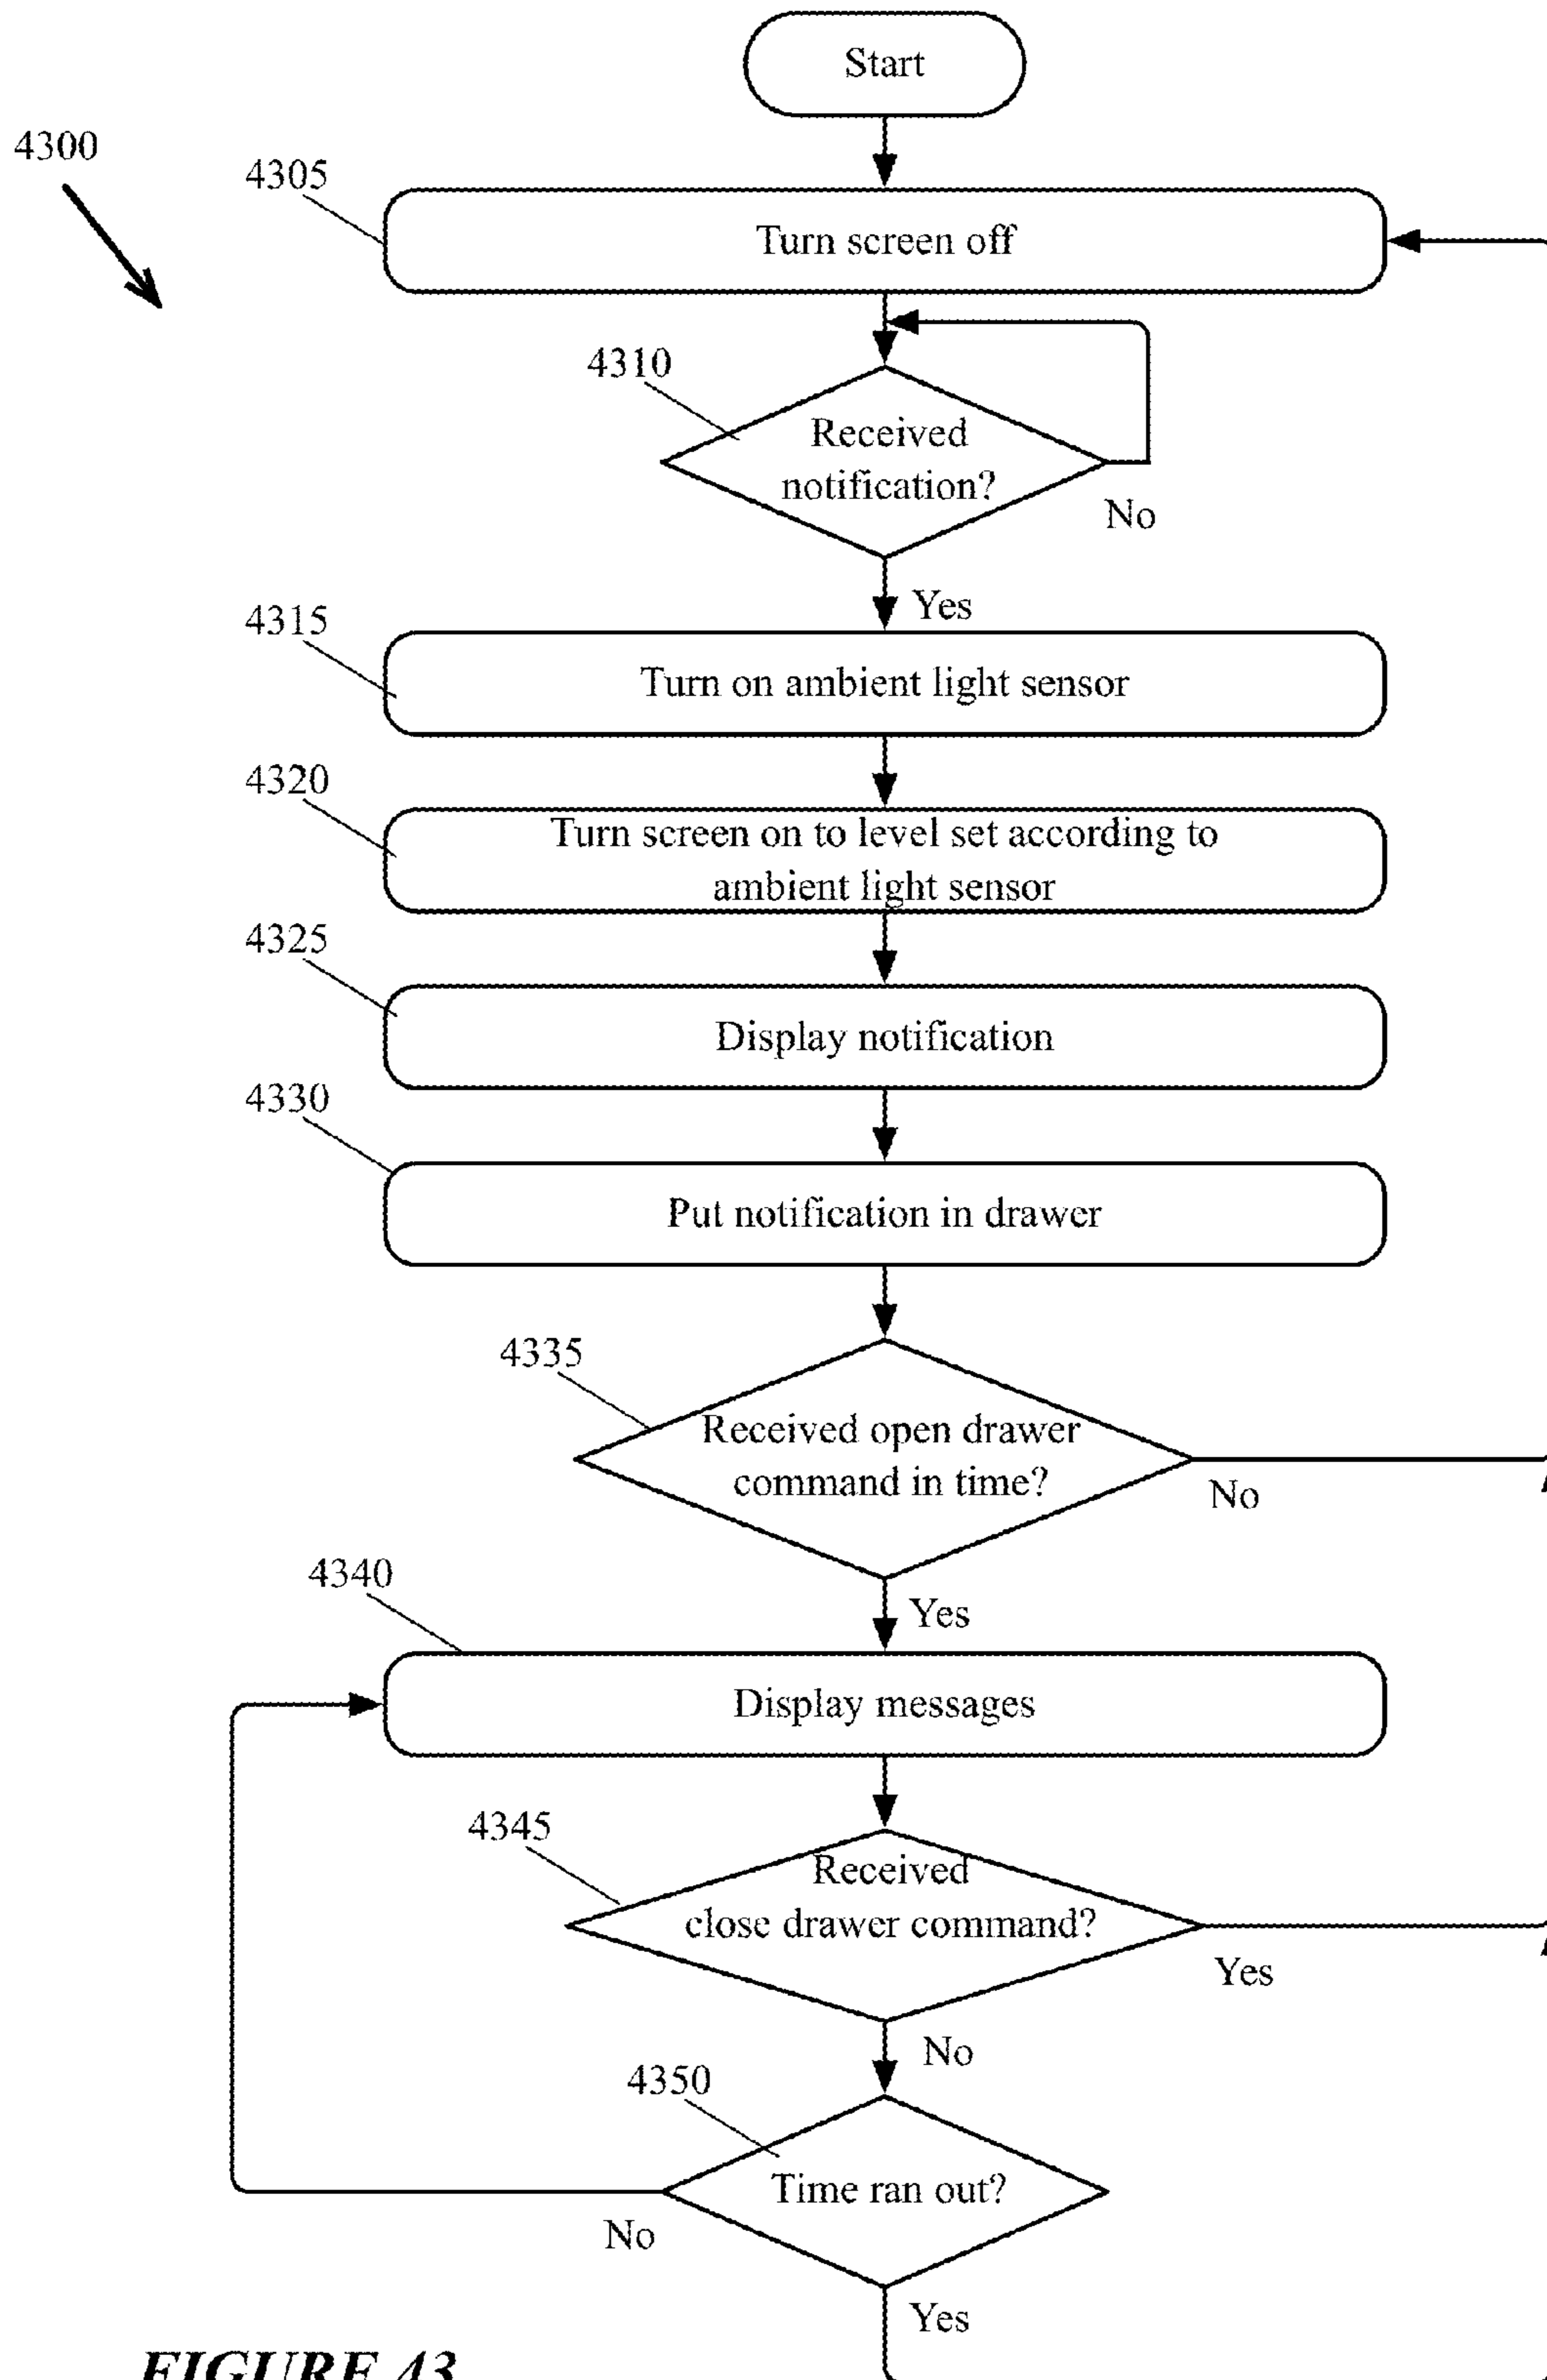 Start
4300
4305
Turn screen off
4310
Received
notification?
No
Yes
4315
Turn on ambient light sensor
4320
Turn screen on to level set according to
ambient light sensor
4325
Display notification
4330
Put notification in drawer
4335
Received open drawer
command in time?
No
Yes
4340
Display messages
4345
Received
close drawer command?
Yes
No
4350
Time ran out?
No
Yes
FIGURE 43